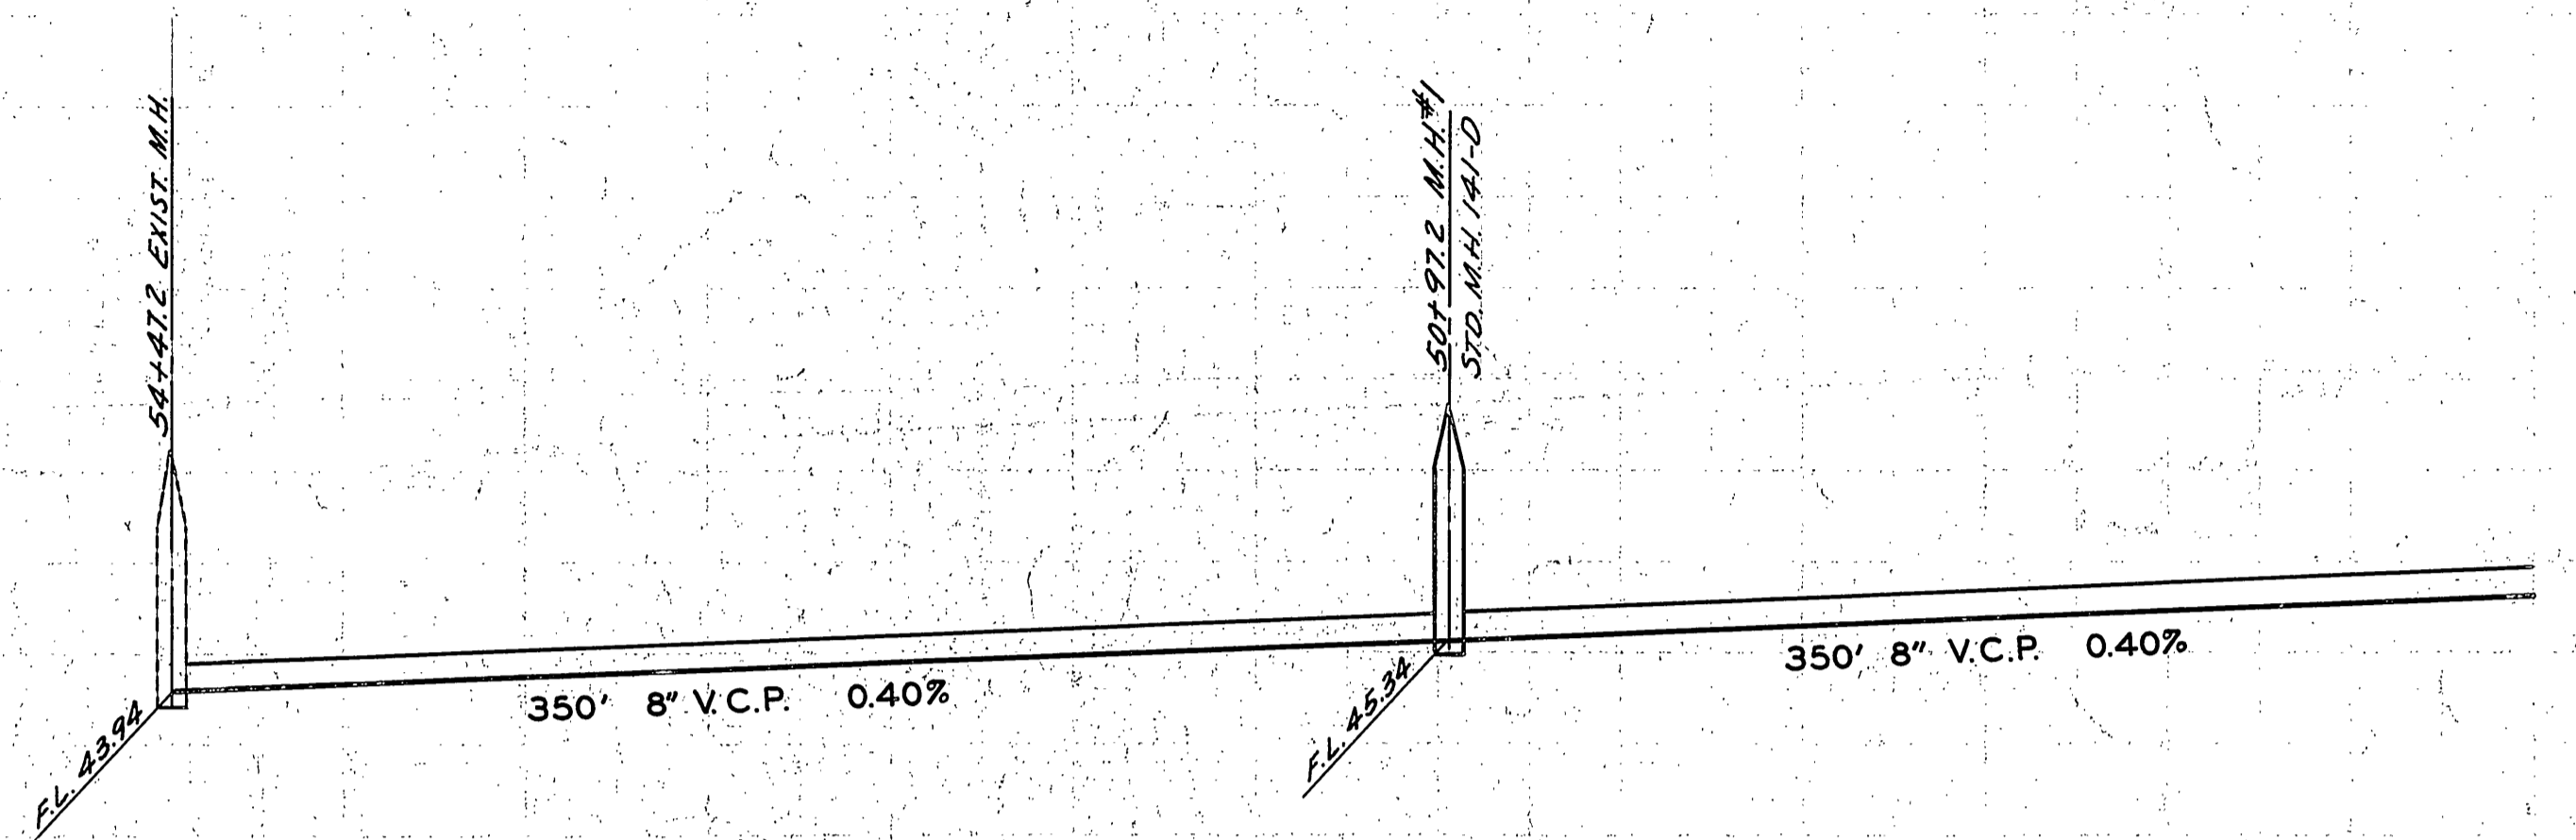 54+47.2 EXIST. M.H.
50+97.2 M.H.#1
STD. M.H. 141-D
F.L. 43.94
350' 8" V.C.P. 0.40%
F.L. 45.34
350' 8" V.C.P. 0.40%